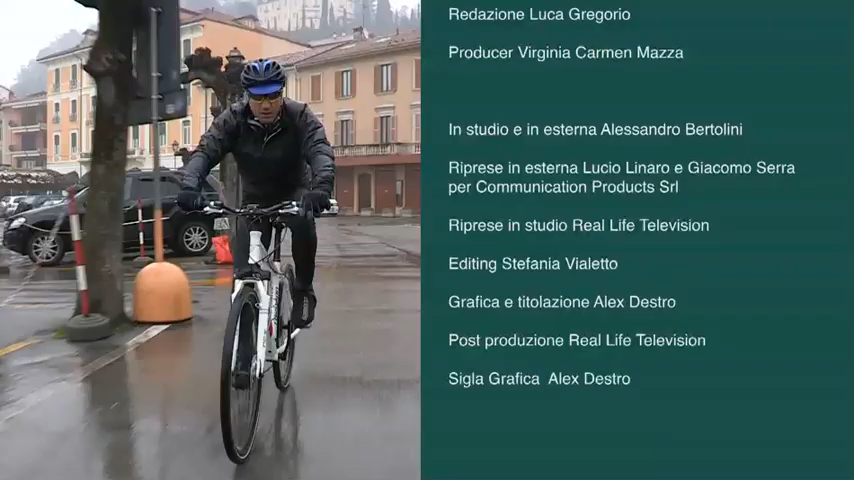 Redazione Luca Gregorio
Producer Virginia Carmen Mazza
In studio e in esterna Alessandro Bertolini
Riprese in esterna Lucio Linaro e Giacomo Serra
per Communication Products Srl
Riprese in studio Real Life Television
Editing Stefania Vialetto
Grafica e titolazione Alex Destro
Post produzione Real Life Television
Sigla Grafica Alex Destro